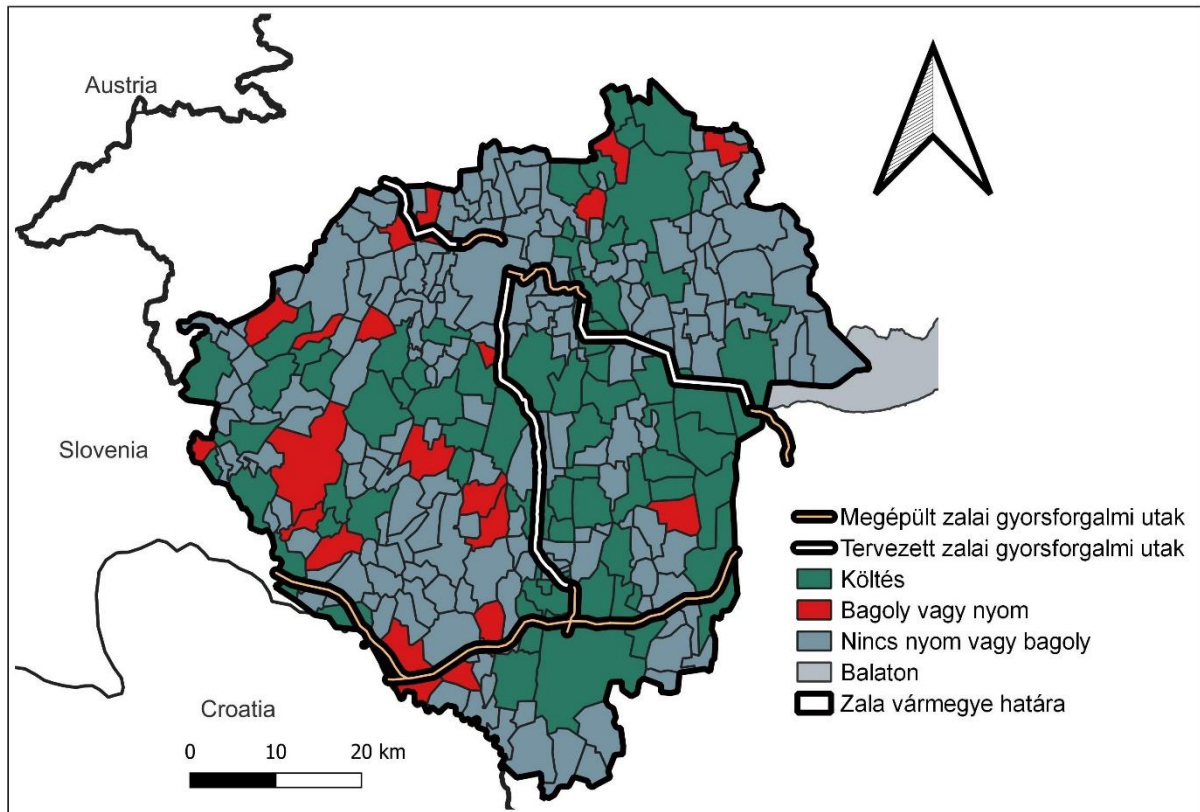 Austria
Slovenia
Croatia
0 10 20 km
Megépült zalai gyorsforgalmi utak
Tervezett zalai gyorsforgalmi utak
Költés
Bagoly vagy nyom
Nincs nyom vagy bagoly
Balaton
Zala vármegye határa